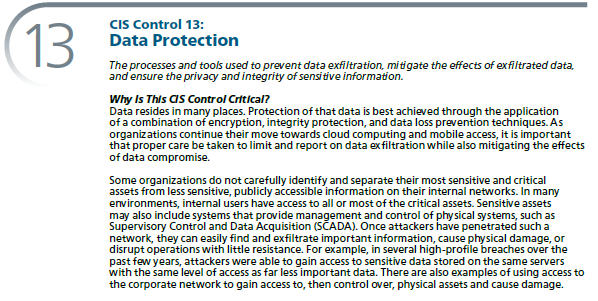 13
CIS Control 13:
Data Protection
The processes and tools used to prevent data exfiltration, mitigate the effects of exfiltrated data,
and ensure the privacy and integrity of sensitive information.
Why Is This CIS Control Critical?
Data resides in many places. Protection of that data is best achieved through the application
of a combination of encryption, integrity protection, and data loss prevention techniques. As
organizations continue their move towards cloud computing and mobile access, it is important
that proper care be taken to limit and report on data exfiltration while also mitigating the effects
of data compromise.
Some organizations do not carefully identify and separate their most sensitive and critical
assets from less sensitive, publicly accessible information on their internal networks. In many
environments, internal users have access to all or most of the critical assets. Sensitive assets
may also include systems that provide management and control of physical systems, such as
Supervisory Control and Data Acquisition (SCADA). Once attackers have penetrated such a
network, they can easily find and exfiltrate important information, cause physical damage, or
disrupt operations with little resistance. For example, in several high-profile breaches over the
past few years, attackers were able to gain access to sensitive data stored on the same servers
with the same level of access as far less important data. There are also examples of using access to
the corporate network to gain access to, then control over, physical assets and cause damage.